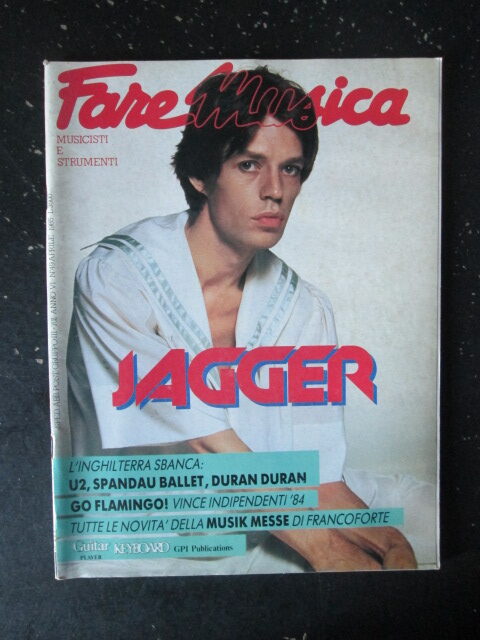 Fare Musica
MUSICISTI
E
STRUMENTI
JAGGER
L'INGHILTERRA SBANCA:
U2, SPANDAU BALLET, DURAN DURAN
GO FLAMINGO! VINCE INDIPENDENTI '84
TUTTE LE NOVITA' DELLA MUSIK MESSE DI FRANCOFORTE
Guitar PLAYER KEYBOARD GPI Publications